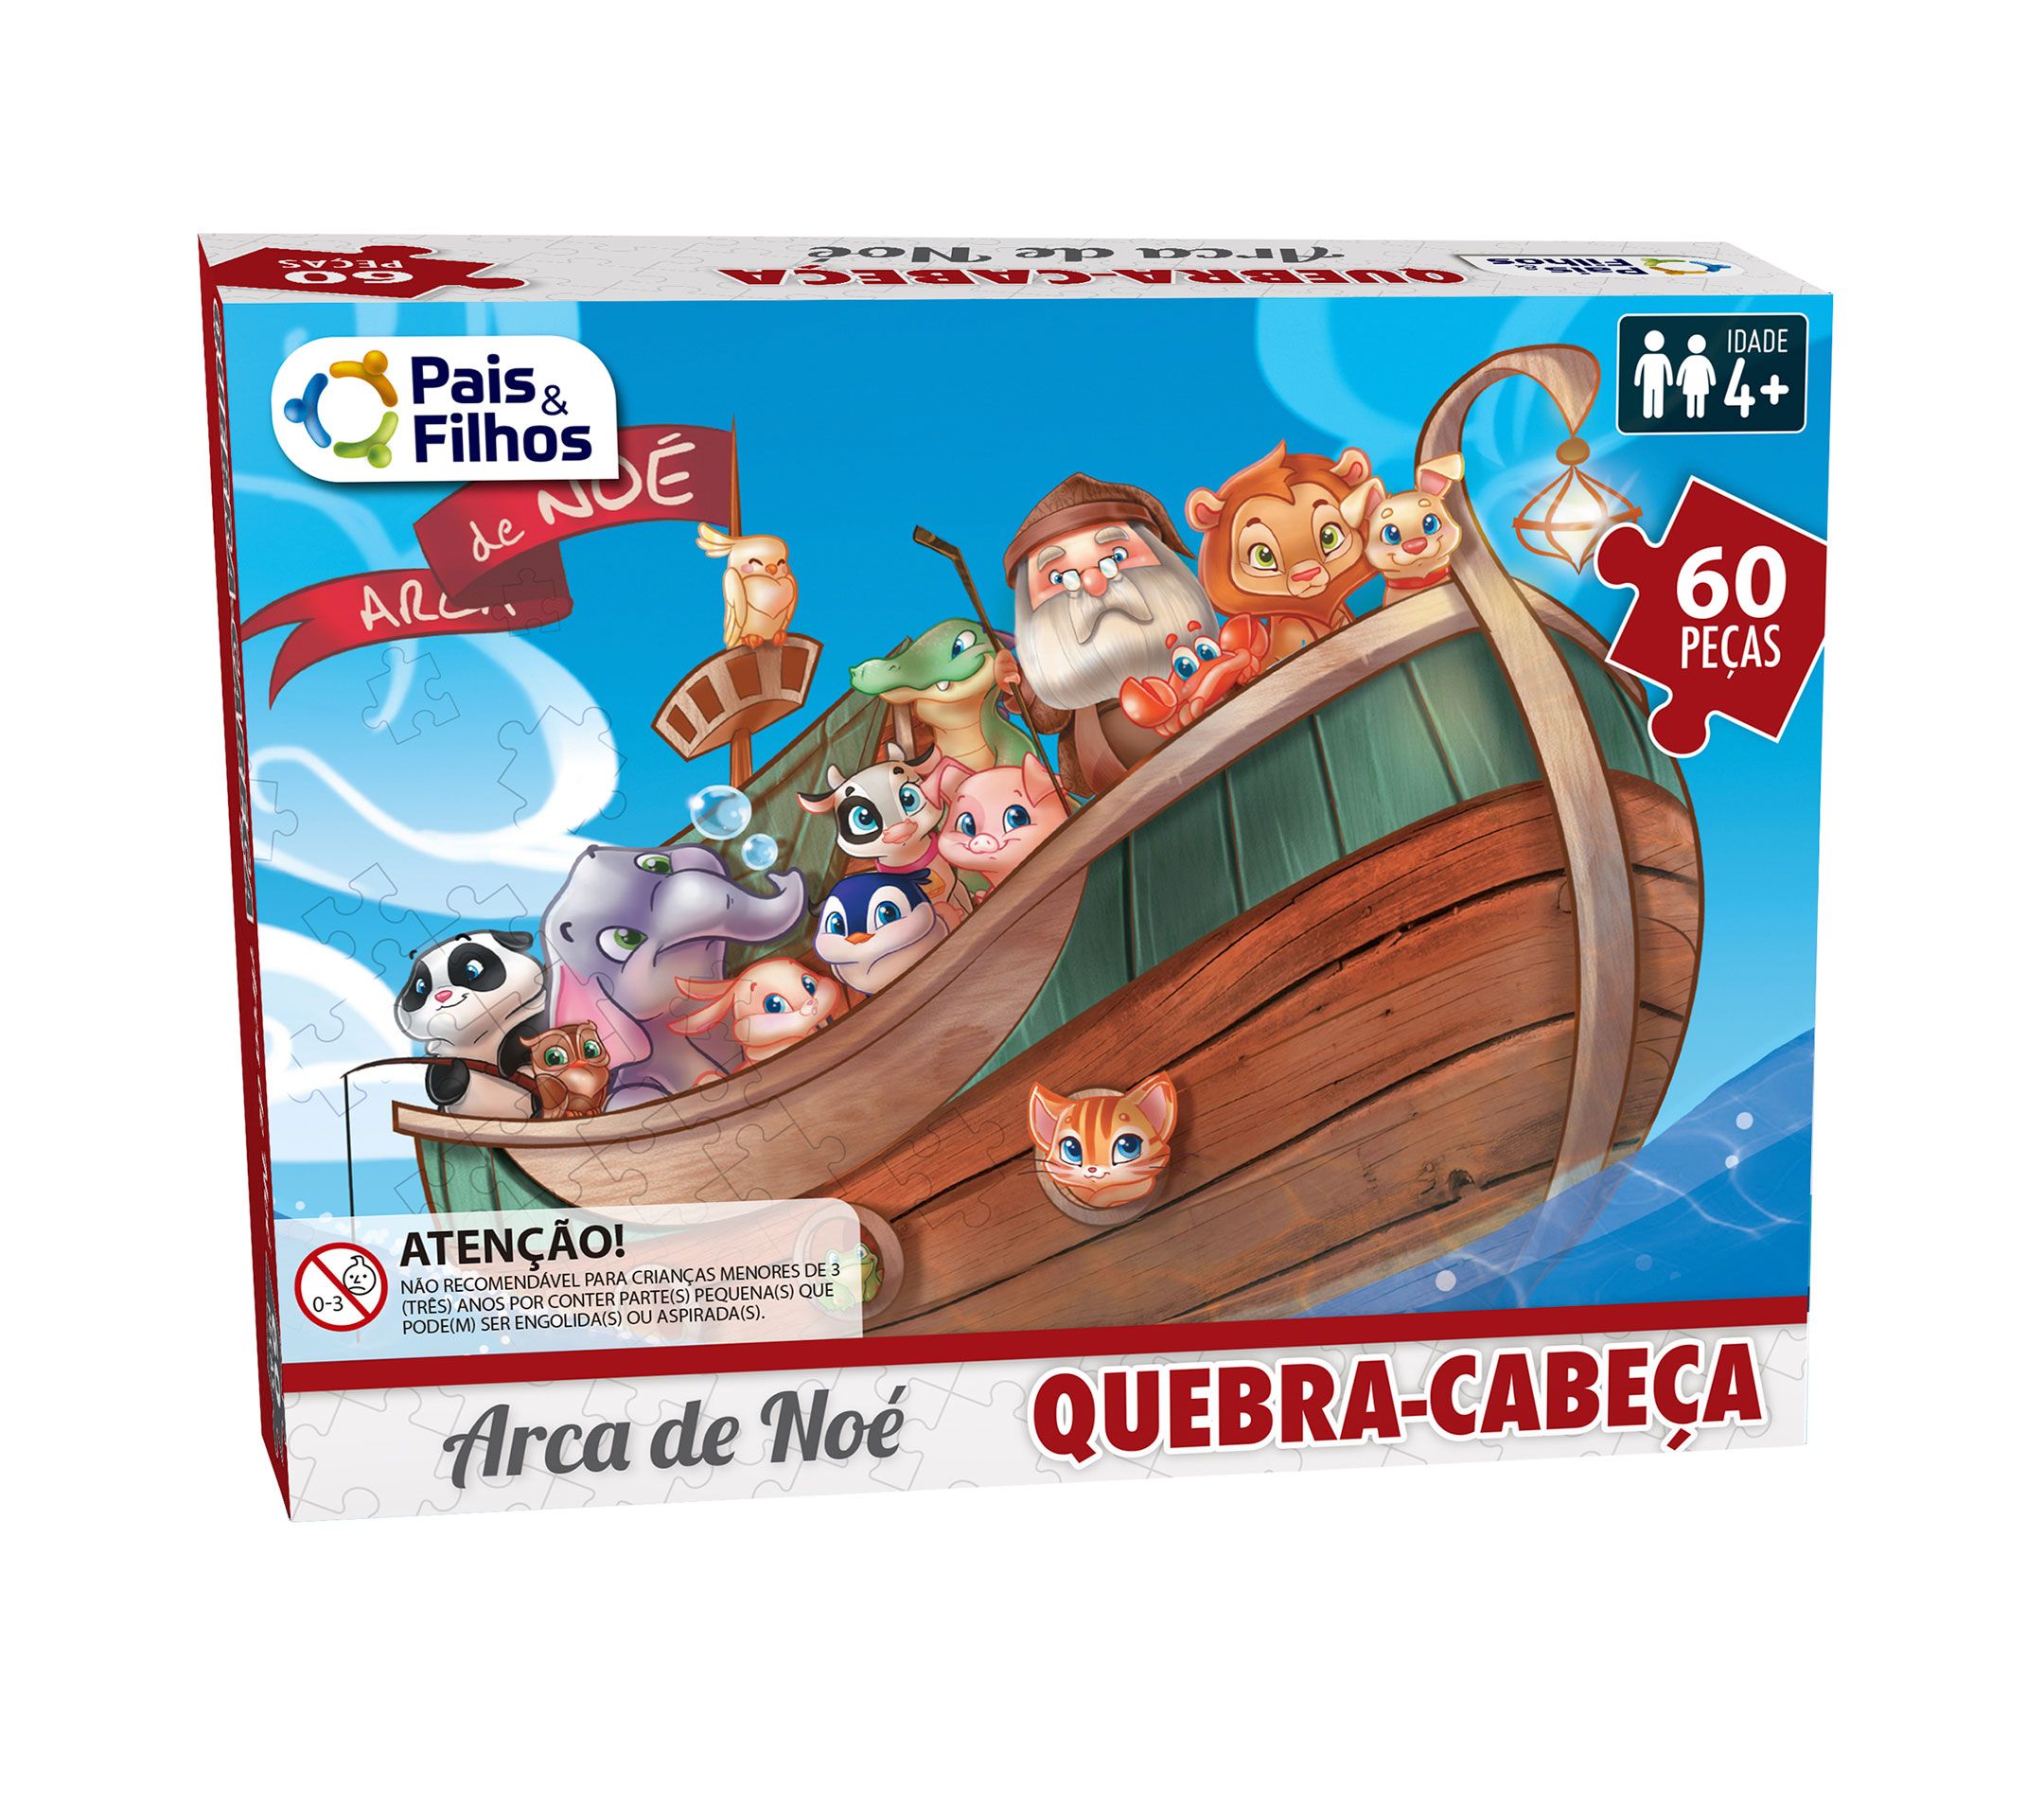 60
PEÇAS
QUEBRA-CABEÇA
Arca de Noé
Pais &
Filhos
Pais &
Filhos
IDADE
4+
ARCA de NOÉ
60
PEÇAS
0-3
ATENÇÃO!
NÃO RECOMENDÁVEL PARA CRIANÇAS MENORES DE 3
(TRÊS) ANOS POR CONTER PARTE(S) PEQUENA(S) QUE
PODE(M) SER ENGOLIDA(S) OU ASPIRADA(S).
Arca de Noé
QUEBRA-CABEÇA